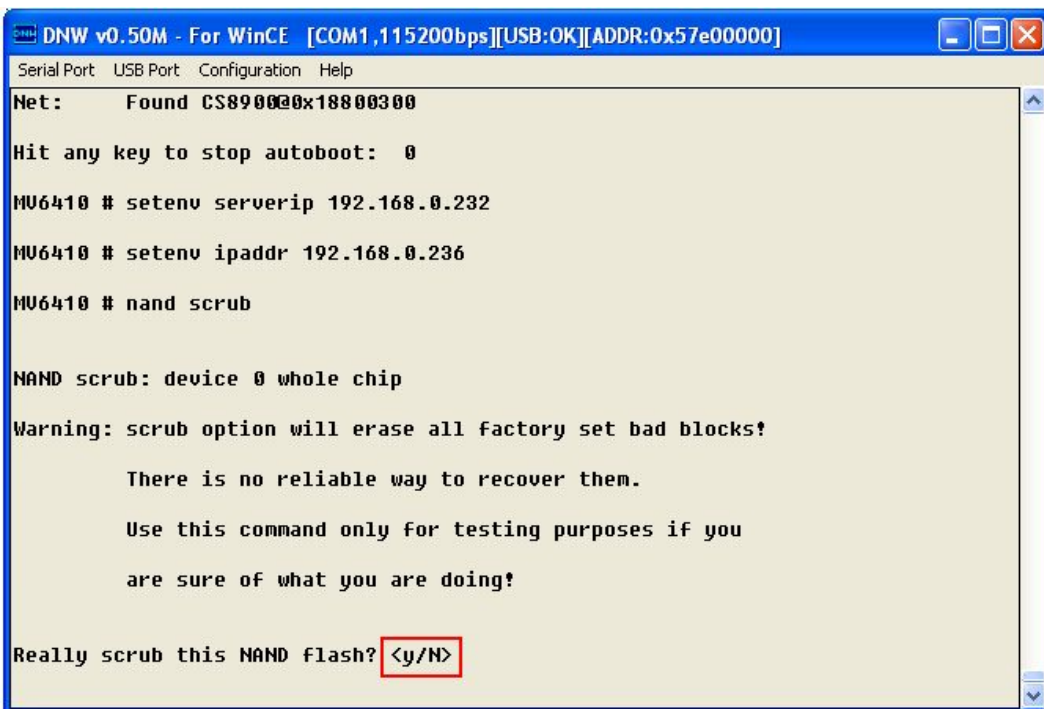 DNW v0.50M - For WinCE [COM1,115200bps][USB:OK][ADDR:0x57e00000]
Serial Port USB Port Configuration Help
Net: Found CS8900@0x18800300
Hit any key to stop autoboot: 0
MV6410 # setenv serverip 192.168.0.232
MV6410 # setenv ipaddr 192.168.0.236
MV6410 # nand scrub
NAND scrub: device 0 whole chip
Warning: scrub option will erase all factory set bad blocks!
There is no reliable way to recover them.
Use this command only for testing purposes if you
are sure of what you are doing!
Really scrub this NAND flash? <y/N>